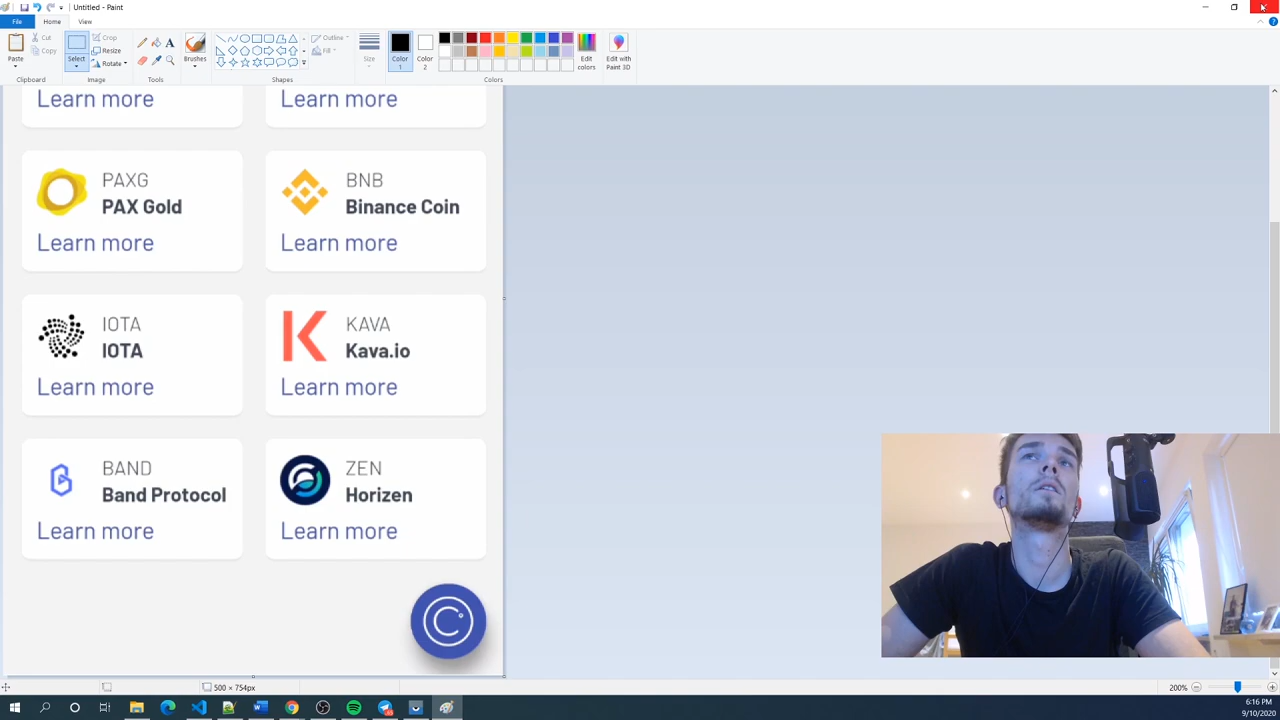 Untitled - Paint
File Home View
Paste Cut Copy Select Crop Resize Rotate Brushes Outline Fill Size Color 1 Color 2 Edit colors Edit with Paint 3D
Clipboard Image Tools Shapes Colors
Learn more Learn more
PAXG BNB
PAX Gold Binance Coin
Learn more Learn more
IOTA KAVA
IOTA Kava.io
Learn more Learn more
BAND ZEN
Band Protocol Horizen
Learn more Learn more
500 × 754px 200%
6:16 PM
9/10/2020